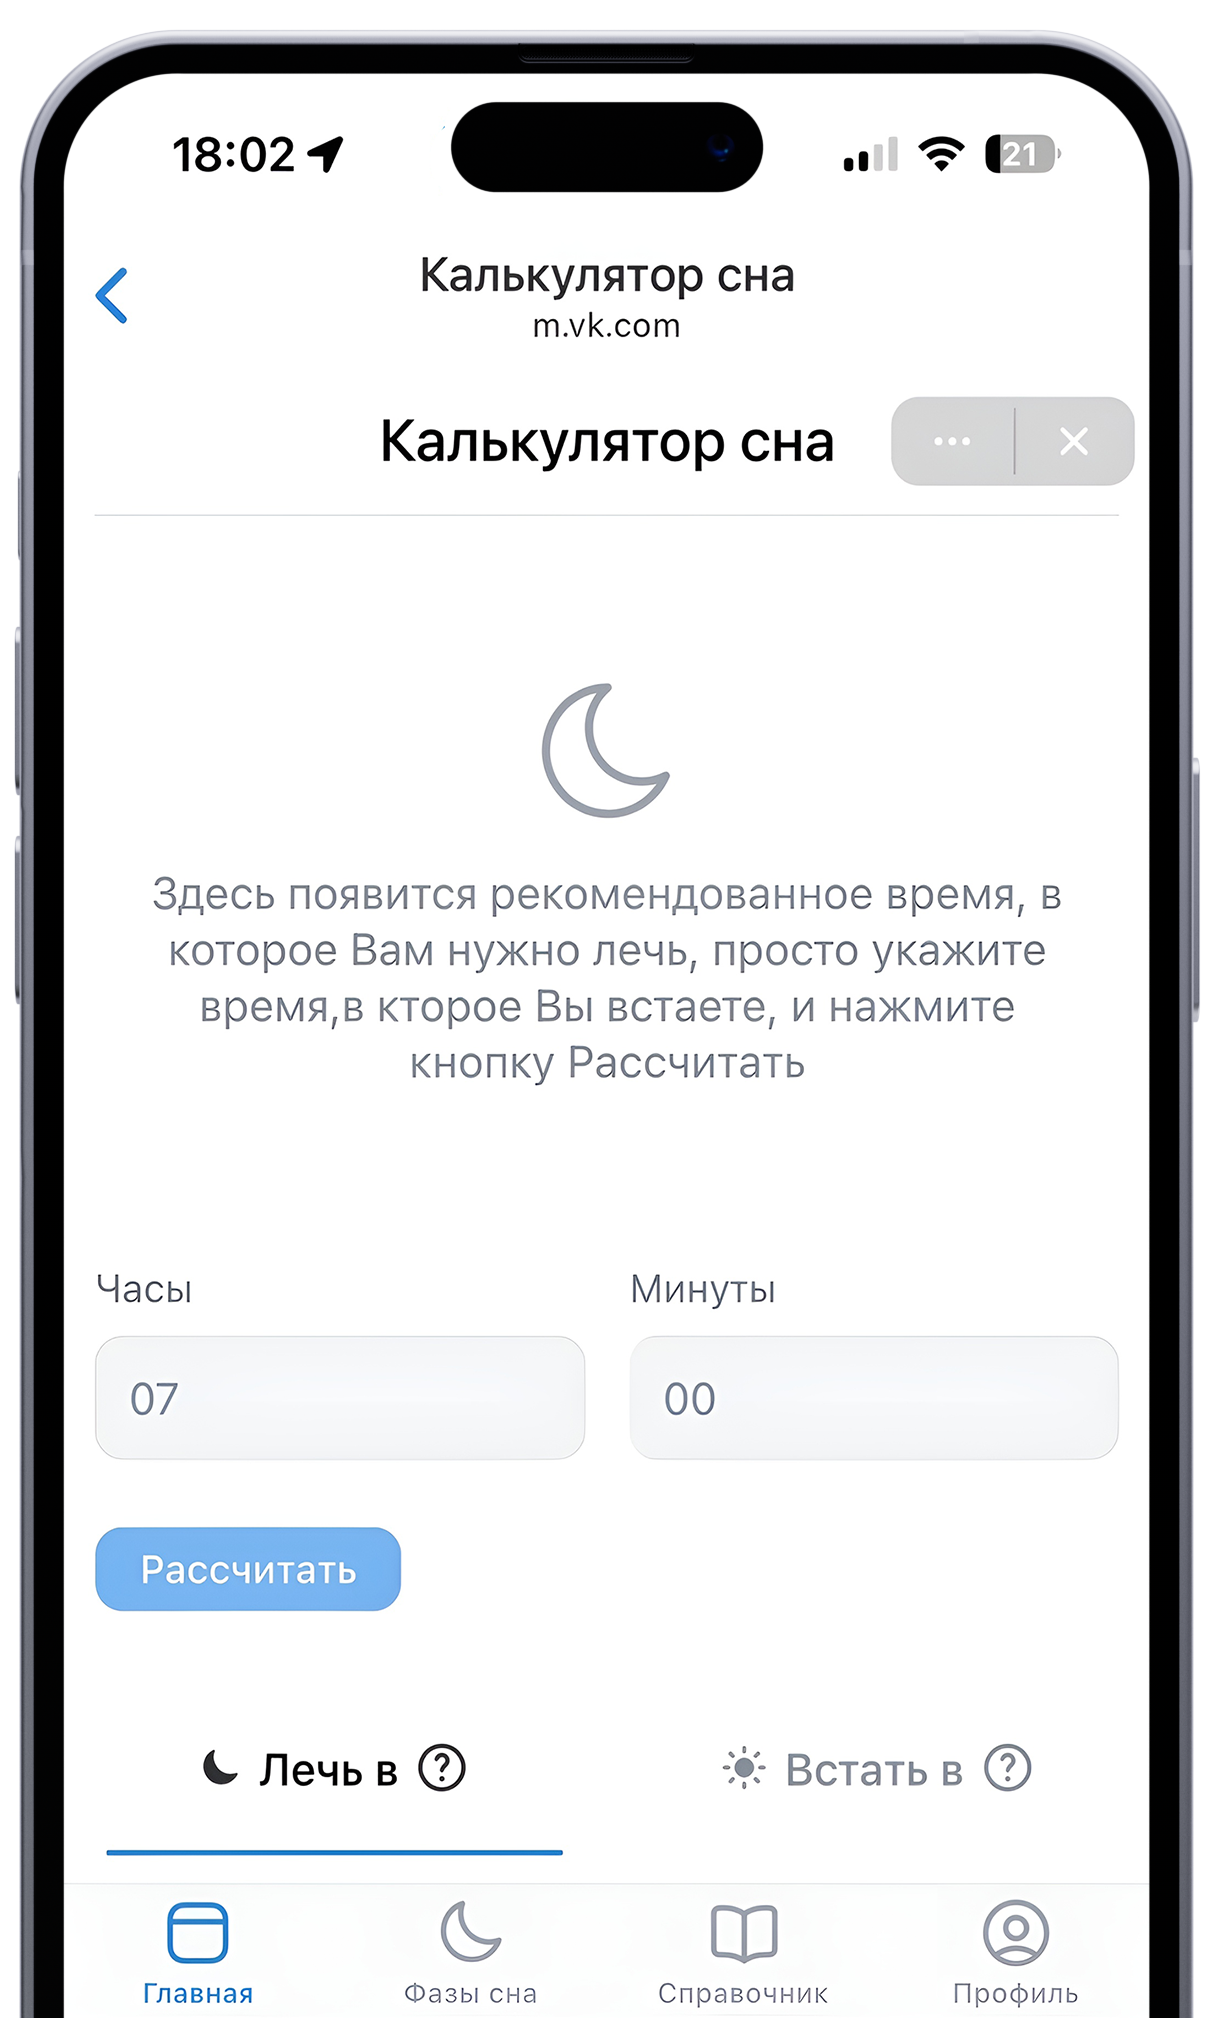 18:02
21
Калькулятор сна
m.vk.com
Калькулятор сна
Здесь появится рекомендованное время, в
которое Вам нужно лечь, просто укажите
время,в кторое Вы встаете, и нажмите
кнопку Рассчитать
Часы
Минуты
07
00
Рассчитать
Лечь в ?
Встать в ?
Главная
Фазы сна
Справочник
Профиль